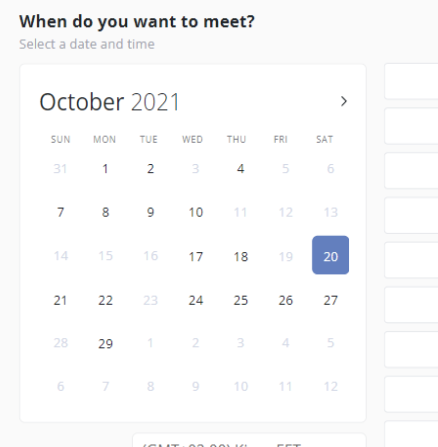 When do you want to meet?
Select a date and time
October 2021 >
SUN MON TUE WED THU FRI SAT
31 1 2 3 4 5 6
7 8 9 10 11 12 13
14 15 16 17 18 19 20
21 22 23 24 25 26 27
28 29 1 2 3 4 5
6 7 8 9 10 11 12